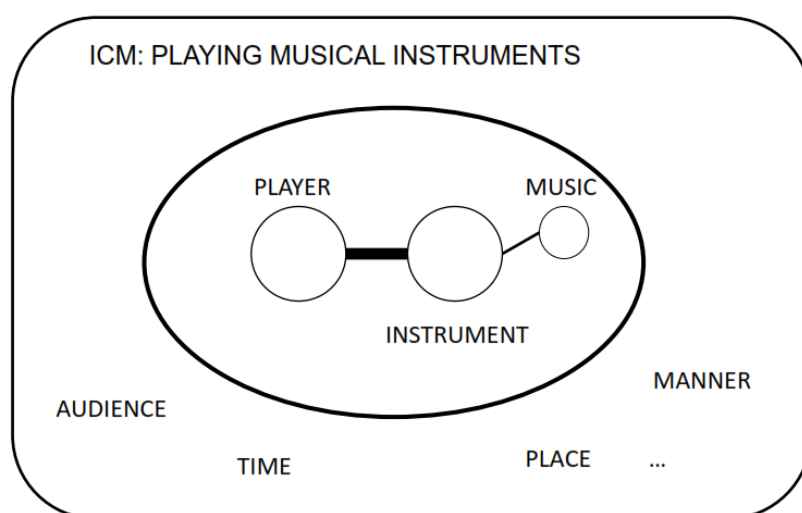 ICM: PLAYING MUSICAL INSTRUMENTS
PLAYER
MUSIC
INSTRUMENT
MANNER
AUDIENCE
TIME
PLACE
...